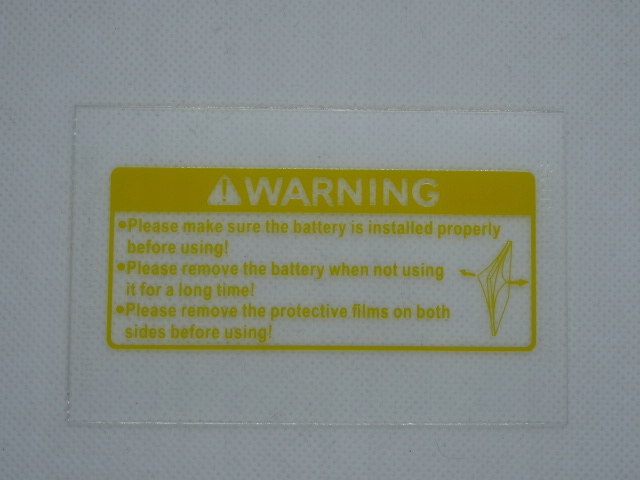 WARNING
•Please make sure the battery is installed properly
before using!
•Please remove the battery when not using
it for a long time!
•Please remove the protective films on both
sides before using!